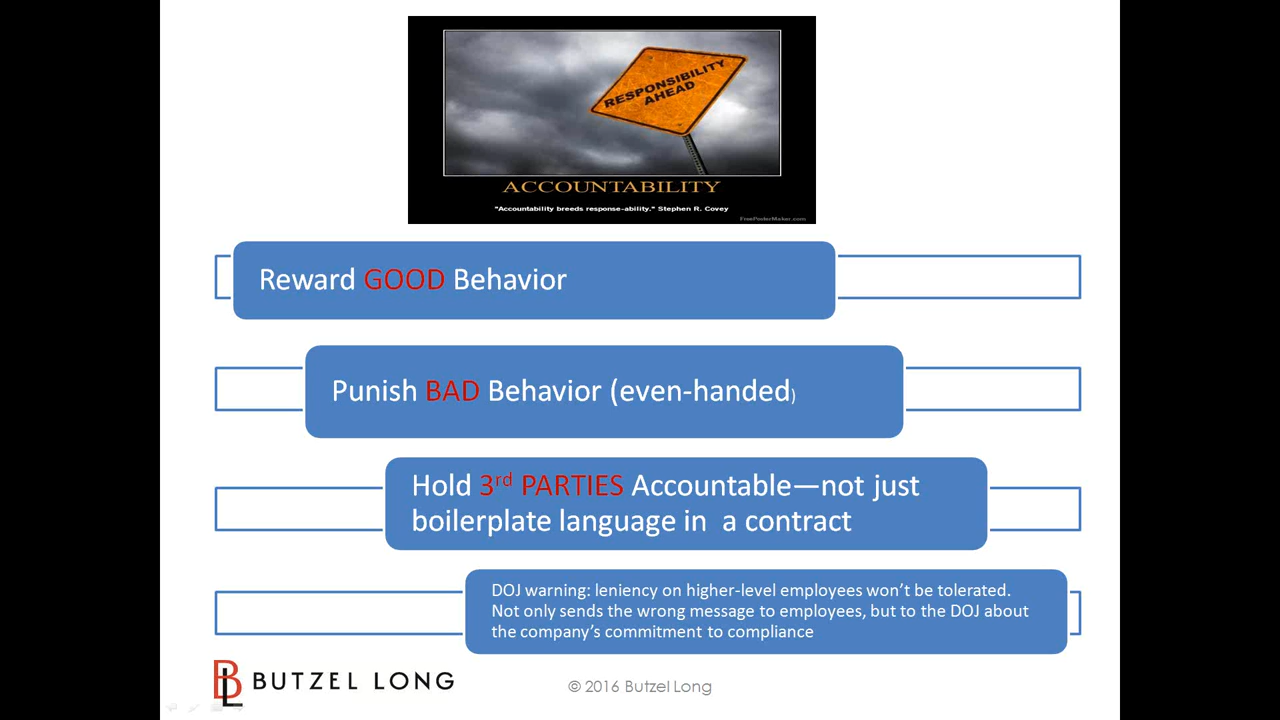 RESPONSIBILITY
AHEAD
ACCOUNTABILITY
"Accountability breeds response-ability." Stephen R. Covey
FreePosterMaker.com
Reward GOOD Behavior
Punish BAD Behavior (even-handed)
Hold 3rd PARTIES Accountable—not just
boilerplate language in a contract
DOJ warning: leniency on higher-level employees won't be tolerated.
Not only sends the wrong message to employees, but to the DOJ about
the company's commitment to compliance
BL BUTZEL LONG
© 2016 Butzel Long